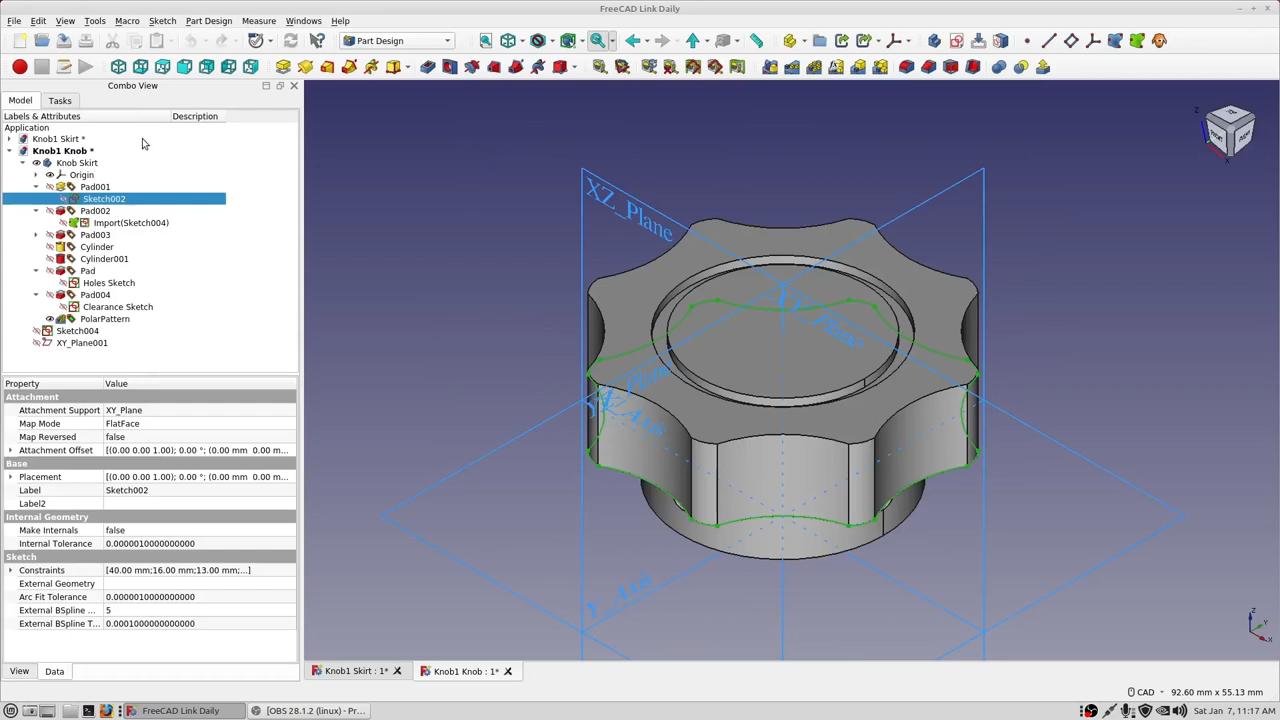 FreeCAD Link Daily
File Edit View Tools Macro Sketch Part Design Measure Windows Help
Part Design
Combo View
Model Tasks
Labels & Attributes Description
Application
Knob1 Skirt *
Knob1 Knob *
Knob Skirt
Origin
Pad001
Sketch002
Pad002
Import(Sketch004)
Pad003
Cylinder
Cylinder001
Pad
Holes Sketch
Pad004
Clearance Sketch
PolarPattern
Sketch004
XY_Plane001
Property Value
Attachment
Attachment Support XY_Plane
Map Mode FlatFace
Map Reversed false
Attachment Offset [(0.00 0.00 1.00); 0.00 °; (0.00 mm 0.00 m...
Base
Placement [(0.00 0.00 1.00); 0.00 °; (0.00 mm 0.00 m...
Label Sketch002
Label2
Internal Geometry
Make Internals false
Internal Tolerance 0.0000010000000000
Sketch
Constraints [40.00 mm;16.00 mm;13.00 mm;...]
External Geometry
Arc Fit Tolerance 0.0000010000000000
External BSpline ... 5
External BSpline T... 0.0001000000000000
View Data
XZ_Plane
XY_Plane
Y_Axis
FRONT
RIGHT
Z
X
Z
Y
X
Knob1 Skirt : 1* Knob1 Knob : 1*
CAD 92.60 mm x 55.13 mm
FreeCAD Link Daily [OBS 28.1.2 (linux) - Pr... Sat Jan 7, 11:17 AM